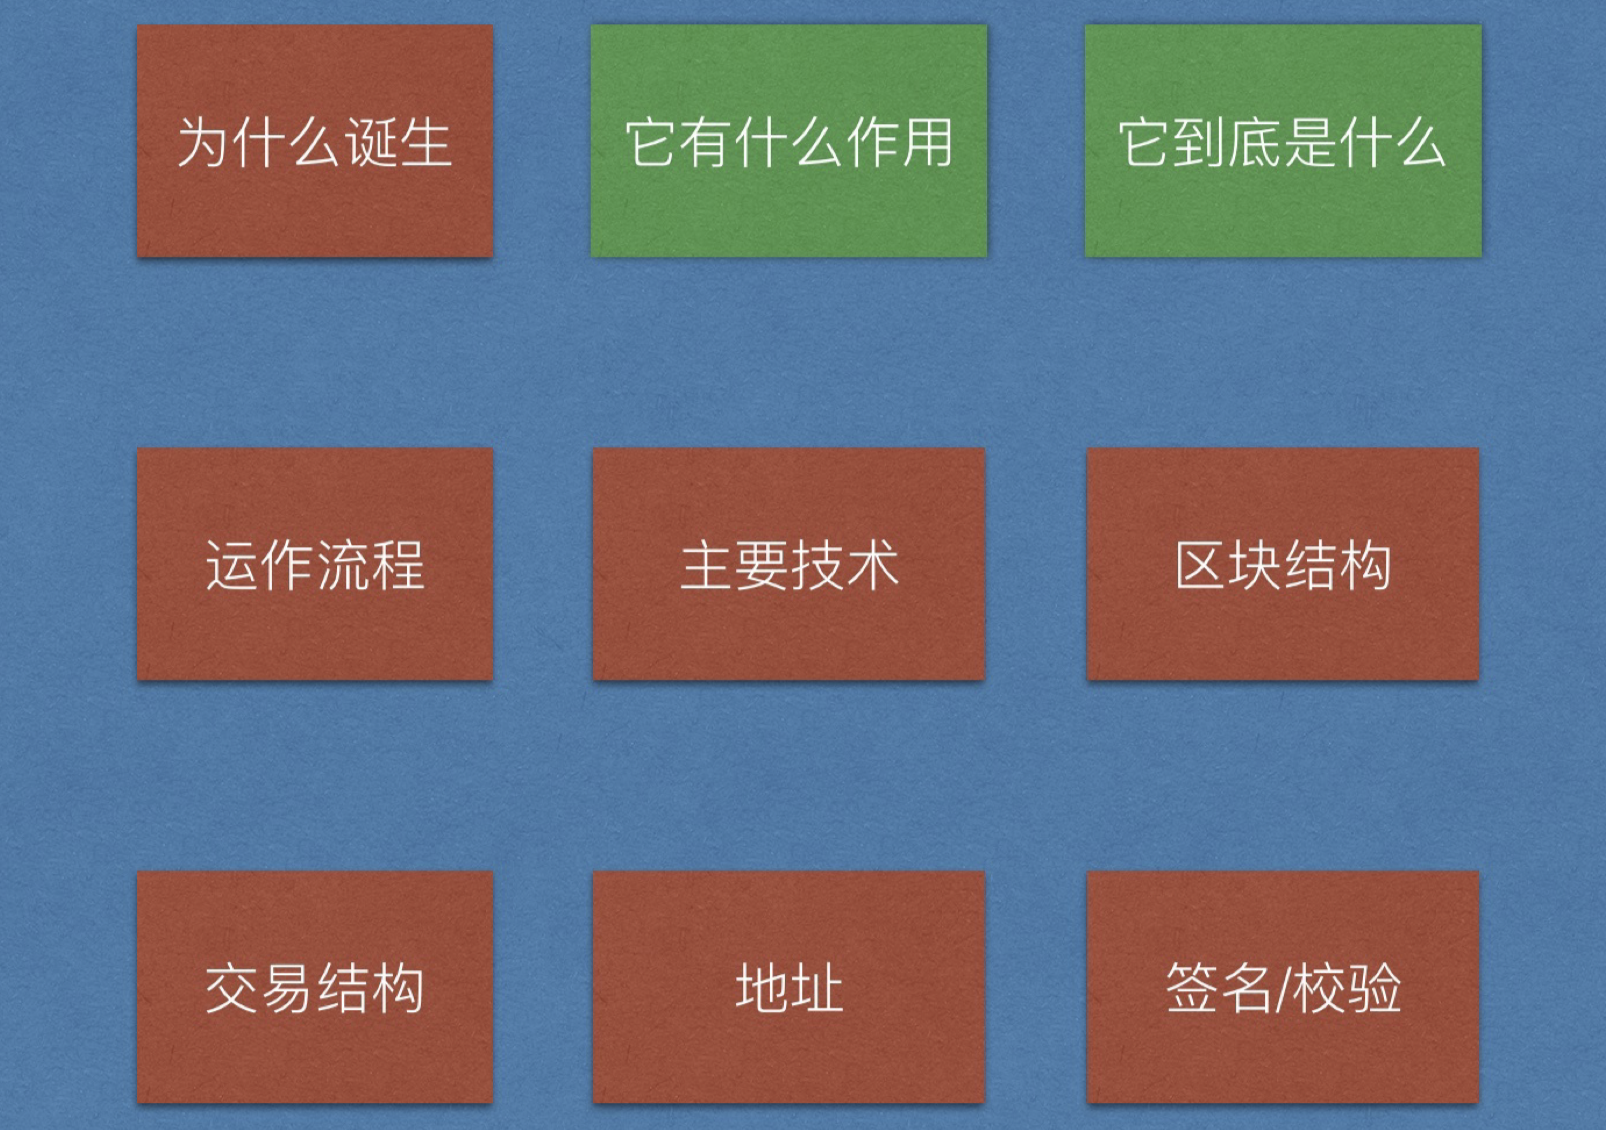 为什么诞生
它有什么作用
它到底是什么
运作流程
主要技术
区块结构
交易结构
地址
签名/校验